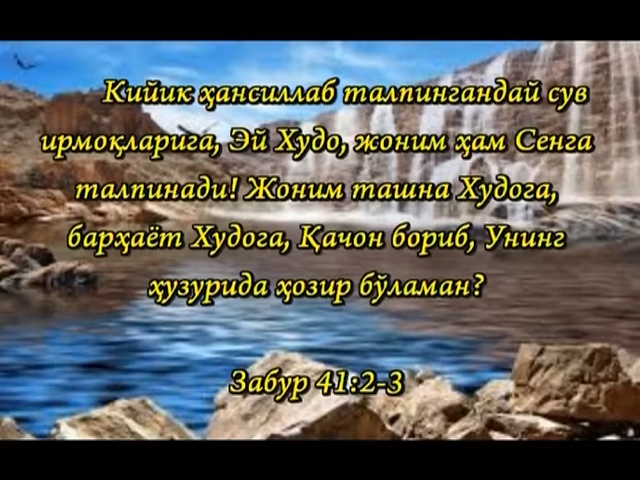 Кийик ҳансиллаб талпингандай сув
ирмоқларига, Эй Худо, жоним ҳам Сенга
талпинади! Жоним ташна Худога,
барҳаёт Худога, Қачон бориб, Унинг
ҳузурида ҳозир бўламан?
Забур 41:2-3